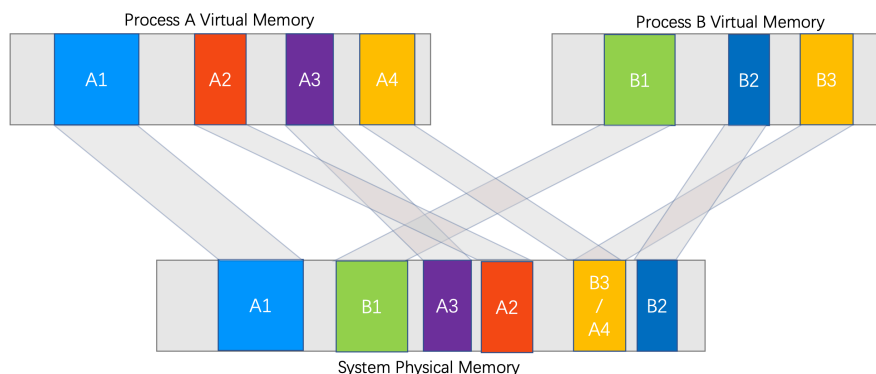 Process A Virtual Memory
Process B Virtual Memory
A1
A2
A3
A4
B1
B2
B3
A1
B1
A3
A2
B3
/
A4
B2
System Physical Memory